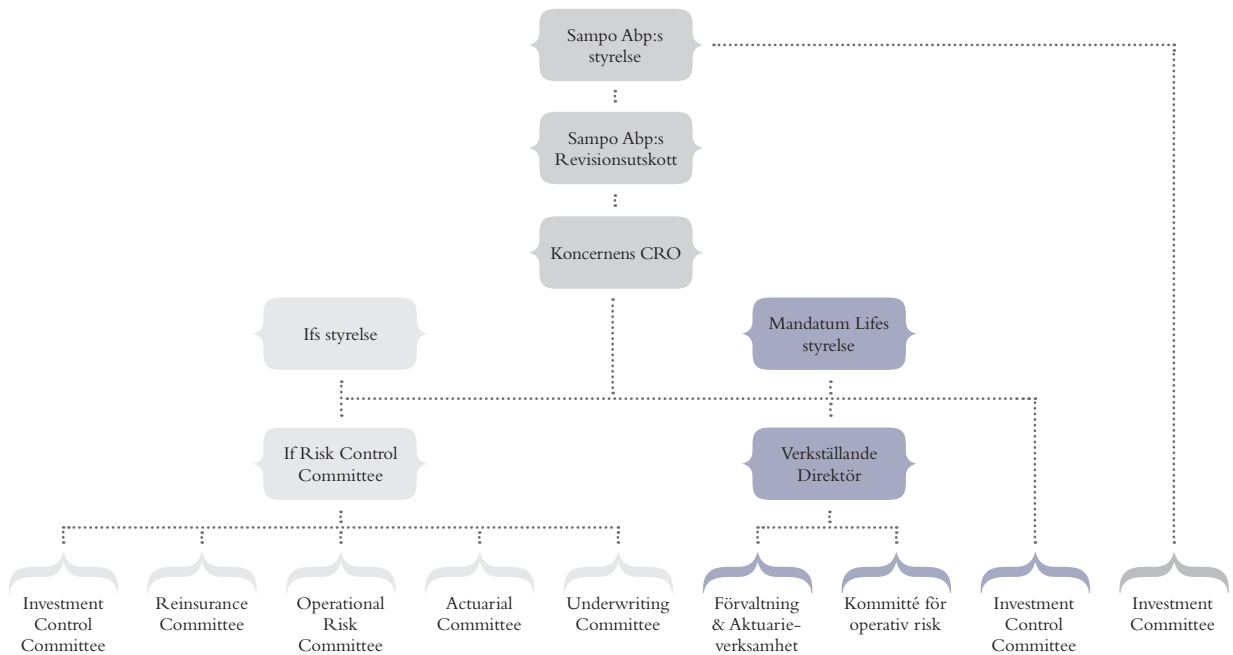 Sampo Abp:s
styrelse
Sampo Abp:s
Revisionsutskott
Koncernens CRO
Ifs styrelse
Mandatum Lifes
styrelse
If Risk Control
Committee
Verkställande
Direktör
Investment
Control
Committee
Reinsurance
Committee
Operational
Risk
Committee
Actuarial
Committee
Underwriting
Committee
Förvaltning
& Aktuarie-
verksamhet
Kommitté för
operativ risk
Investment
Control
Committee
Investment
Committee